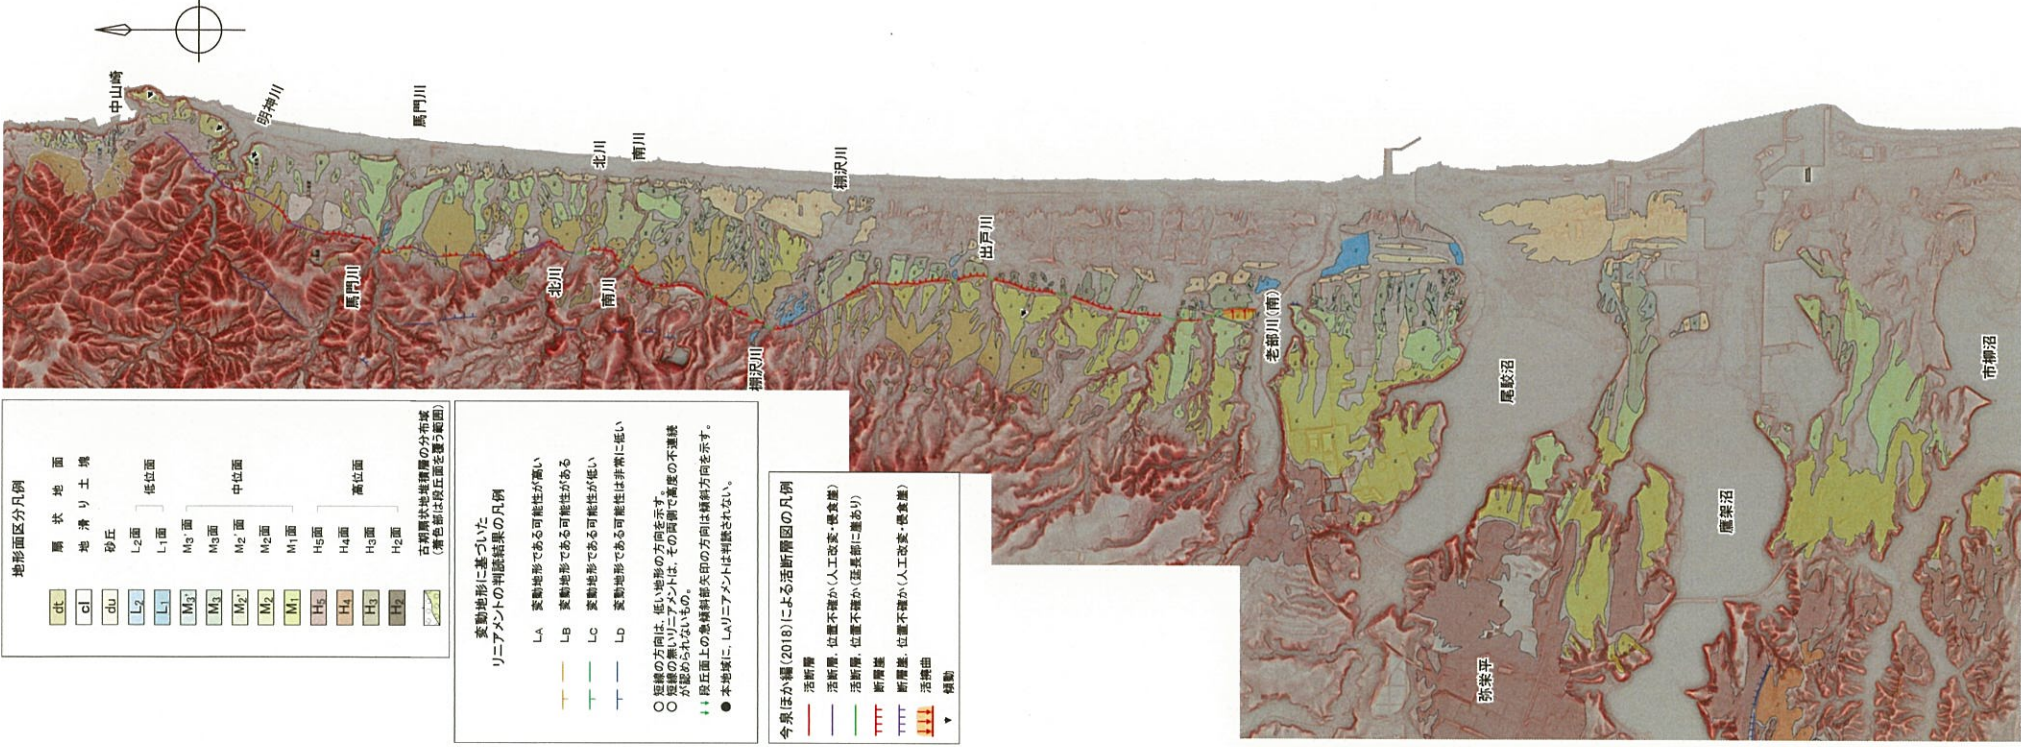 中山崎
明神川
馬門川
北川
南川
棚沢川
出戸川
馬門川
北川
南川
棚沢川
老部川(南)
尾駮沼
鷹架沼
市柳沼
弥栄平
地形面区分凡例
dt 扇状地面
cl 地滑り土塊
du 砂丘
L₂ L₂面
L₁ L₁面
低位面
M₃' M₃'面
M₃ M₃面
M₂' M₂'面
M₂ M₂面
M₁ M₁面
中位面
H₅ H₅面
H₄ H₄面
H₃ H₃面
H₂ H₂面
高位面
古期扇状地堆積層の分布域
(着色部は段丘面を覆う範囲)
変動地形に基づいた
リニアメントの判読結果の凡例
LA 変動地形である可能性が高い
LB 変動地形である可能性がある
LC 変動地形である可能性が低い
LD 変動地形である可能性は非常に低い
○ 短線の方向は、低い地形の方向を示す。
○ 短線の無いリニアメントは、その両側で高度の不連続
が認められないもの。
段丘面上の急傾斜部矢印の方向は傾斜方向を示す。
● 本地域に、LAリニアメントは判読されない。
今泉ほか編(2018)による活断層図の凡例
活断層
活断層、位置不確か(人工改変・侵食崖)
活断層、位置不確か(延長部に崖あり)
断層崖
断層崖、位置不確か(人工改変・侵食崖)
活撓曲
傾動